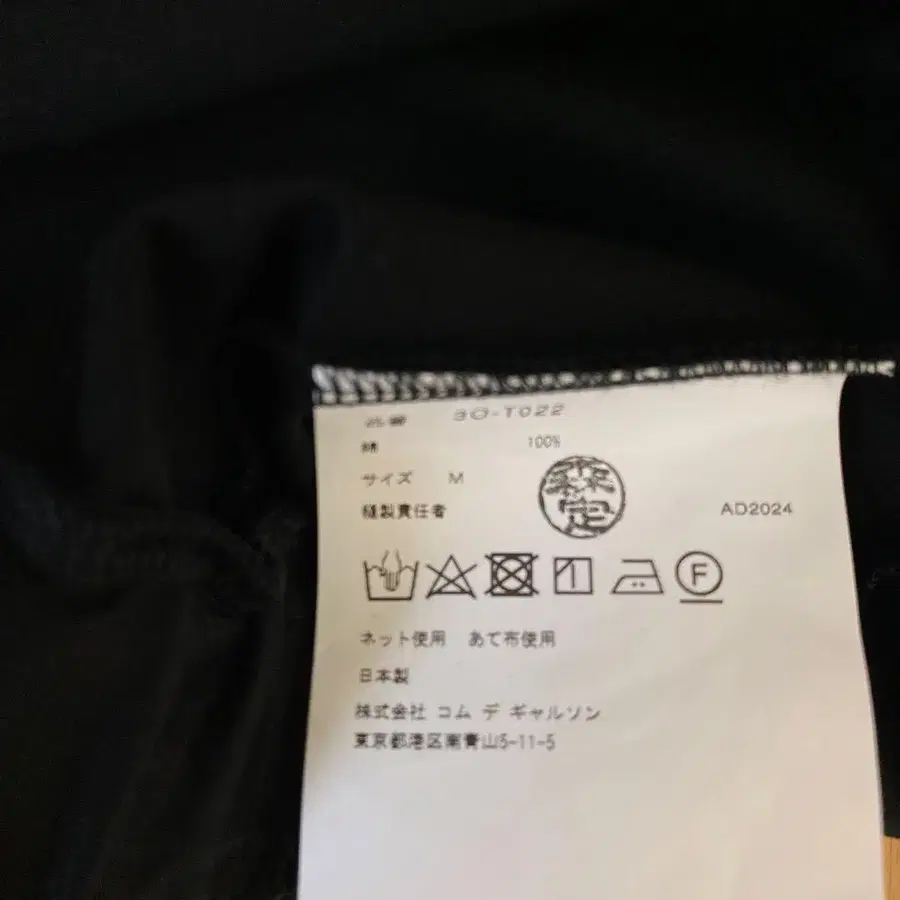 品番 3O-T022
綿 100%
サイズ M
縫製責任者
AD2024
F
ネット使用 あて布使用
日本製
株式会社 コム デ ギャルソン
東京都港区南青山5-11-5